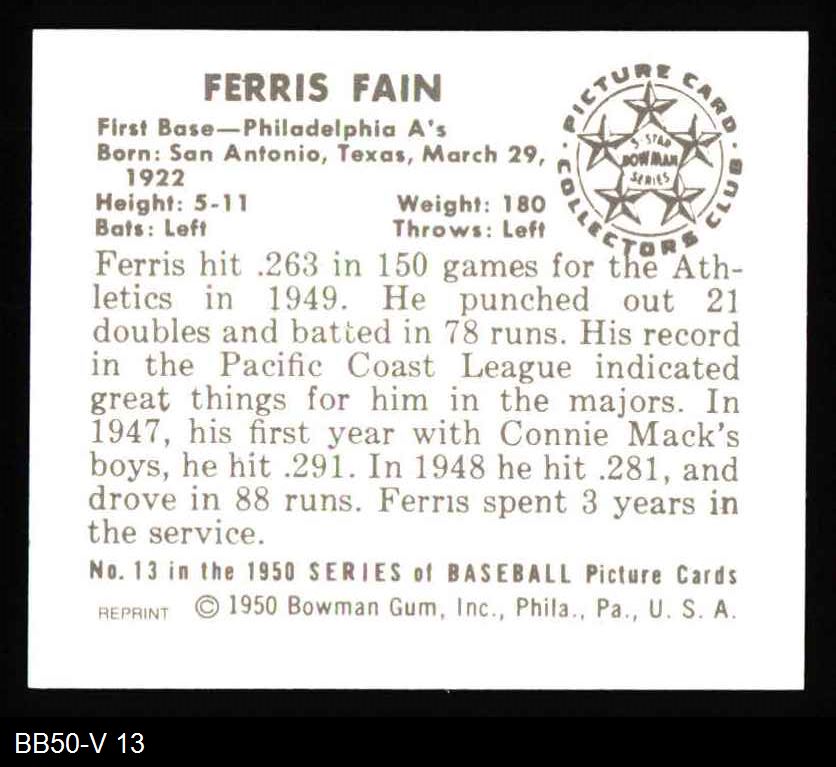 FERRIS FAIN
First Base—Philadelphia A's
Born: San Antonio, Texas, March 29,
1922
Height: 5-11 Weight: 180
Bats: Left Throws: Left
PICTURE CARD
COLLECTORS CLUB
5-STAR
BOWMAN
SERIES
Ferris hit .263 in 150 games for the Ath-
letics in 1949. He punched out 21
doubles and batted in 78 runs. His record
in the Pacific Coast League indicated
great things for him in the majors. In
1947, his first year with Connie Mack's
boys, he hit .291. In 1948 he hit .281, and
drove in 88 runs. Ferris spent 3 years in
the service.
No. 13 in the 1950 SERIES of BASEBALL Picture Cards
REPRINT © 1950 Bowman Gum, Inc., Phila., Pa., U. S. A.
BB50-V 13